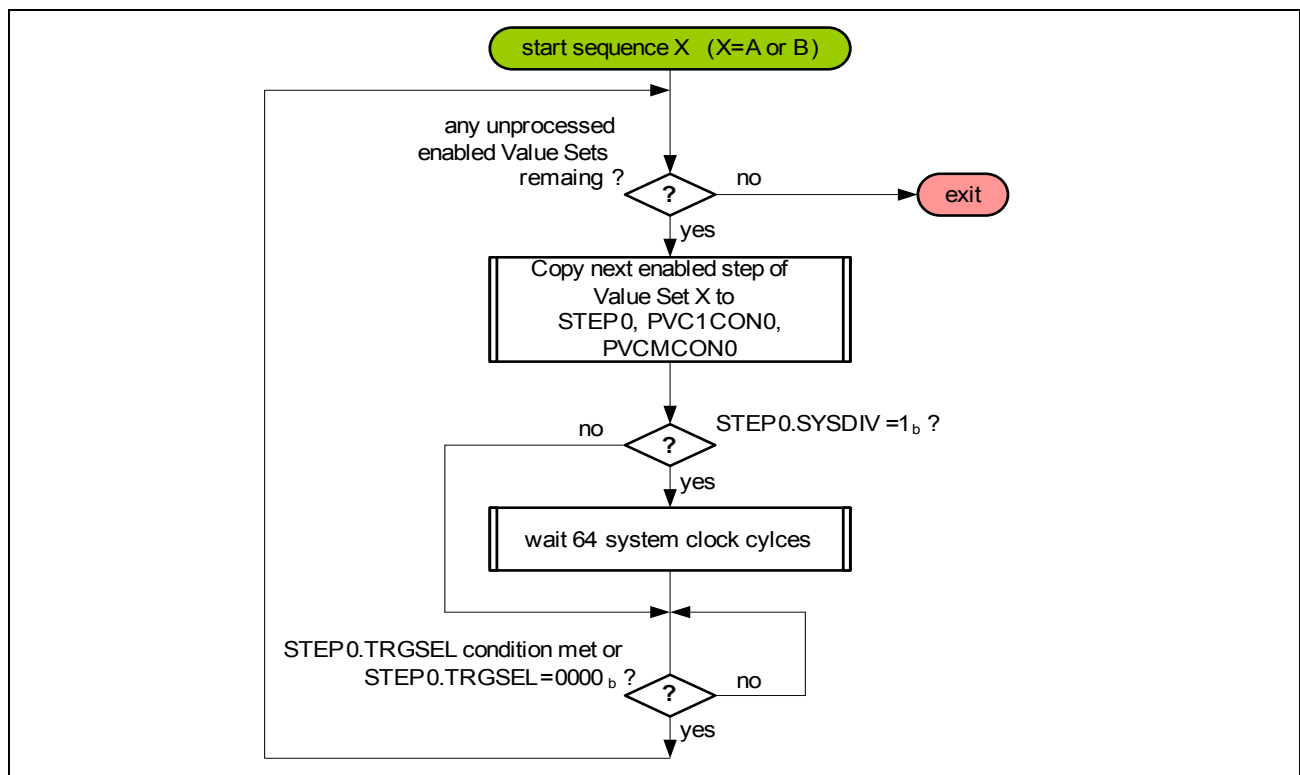 start sequence X (X=A or B)
any unprocessed
enabled Value Sets
remaing ?
?
no
exit
yes
Copy next enabled step of
Value Set X to
STEP0, PVC1CON0,
PVCMCON0
no
?
STEP0.SYSDIV =1b ?
yes
wait 64 system clock cylces
STEP0.TRGSEL condition met or
STEP0.TRGSEL=0000b ?
?
no
yes